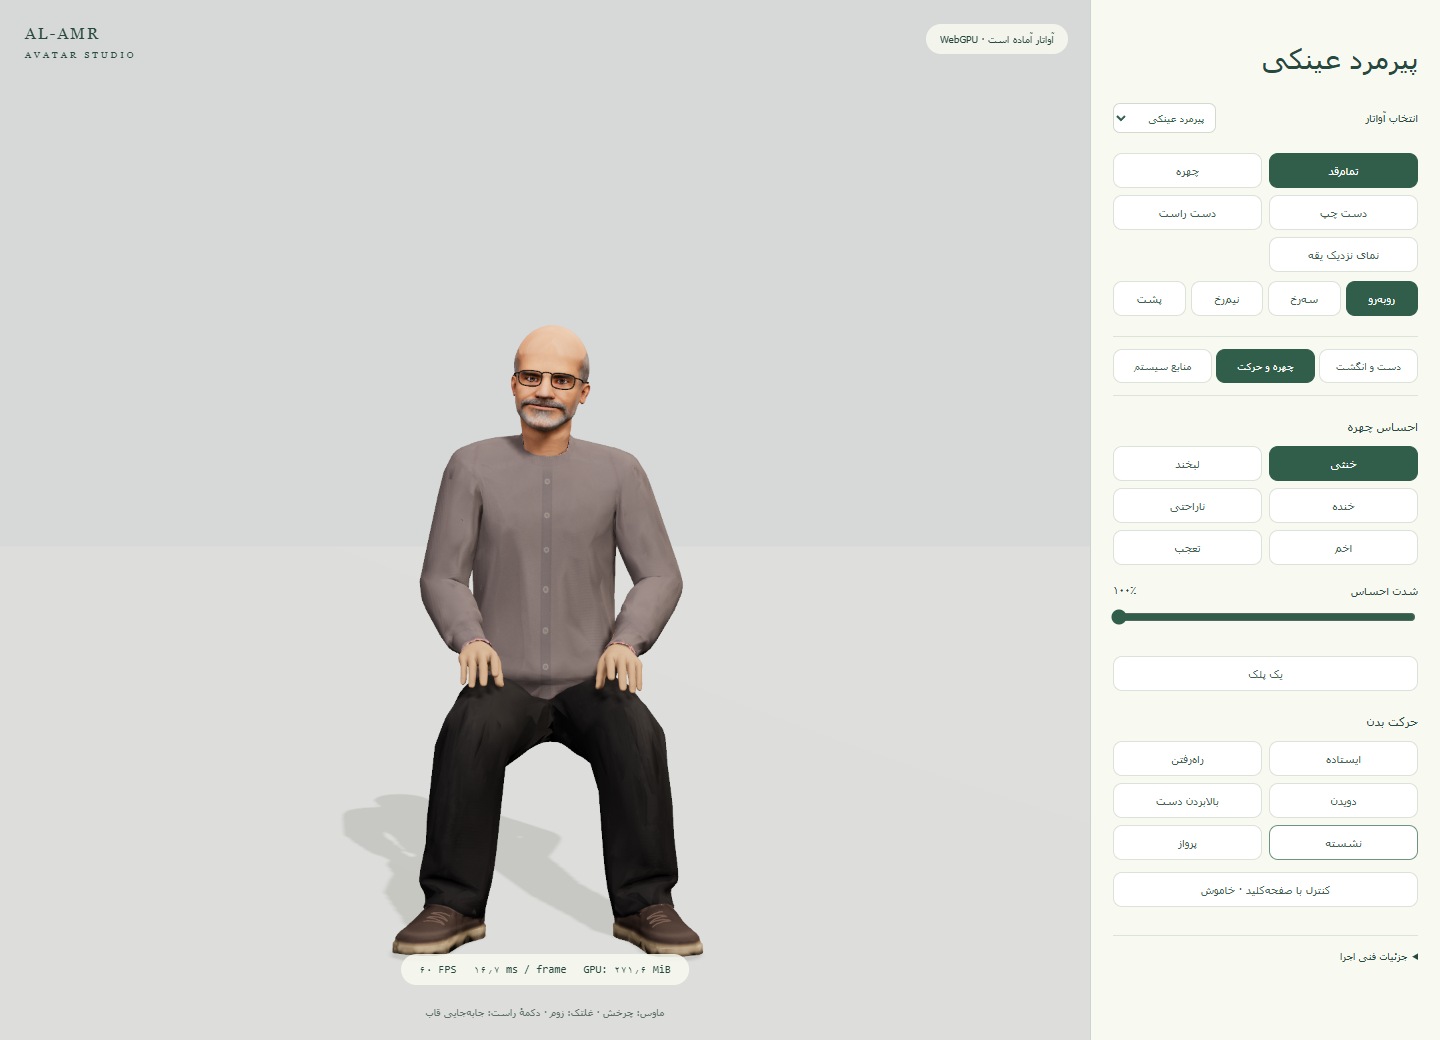 AL-AMR
AVATAR STUDIO
آواتار آماده است · WebGPU
پیرمرد عینکی
انتخاب آواتار
پیرمرد عینکی
تمام‌قد
چهره
دست چپ
دست راست
نمای نزدیک یقه
روبه‌رو
سه‌رخ
نیم‌رخ
پشت
دست و انگشت
چهره و حرکت
منابع سیستم
احساس چهره
خنثی
لبخند
خنده
ناراحتی
اخم
تعجب
شدت احساس
۱۰۰٪
یک پلک
حرکت بدن
ایستاده
راه‌رفتن
دویدن
بالابردن دست
نشسته
پرواز
کنترل با صفحه‌کلید · خاموش
جزئیات فنی اجرا
۶۰ FPS ۱۶٫۷ ms / frame GPU: ۲۷۱٫۶ MiB
ماوس: چرخش · غلتک: زوم · دکمهٔ راست: جابه‌جایی قاب